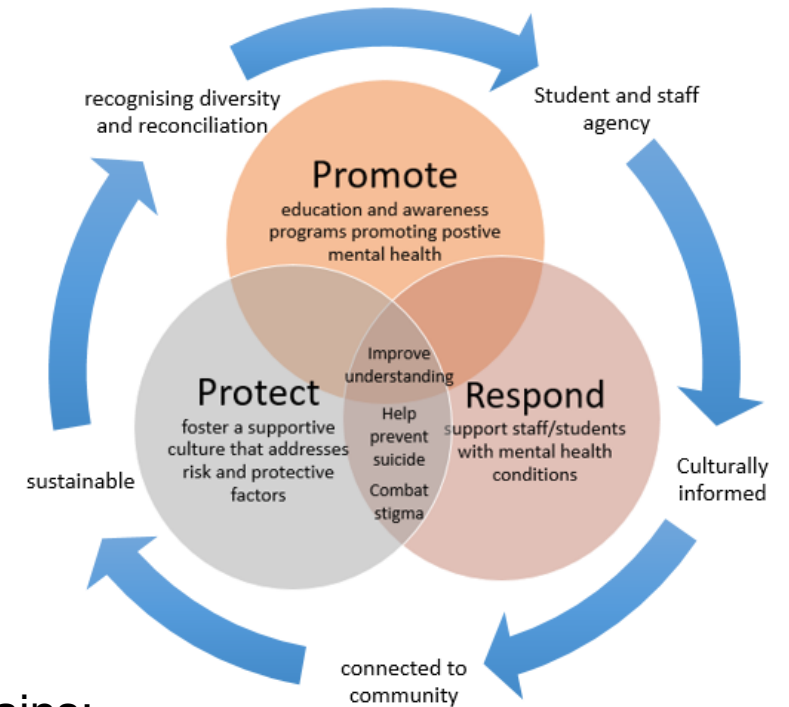 recognising diversity
and reconciliation
Student and staff
agency
Promote
education and awareness
programs promoting postive
mental health
Improve
understanding
Help
prevent
suicide
Combat
stigma
Protect
foster a supportive
culture that addresses
risk and protective
factors
Respond
support staff/students
with mental health
conditions
Culturally
informed
sustainable
connected to
community